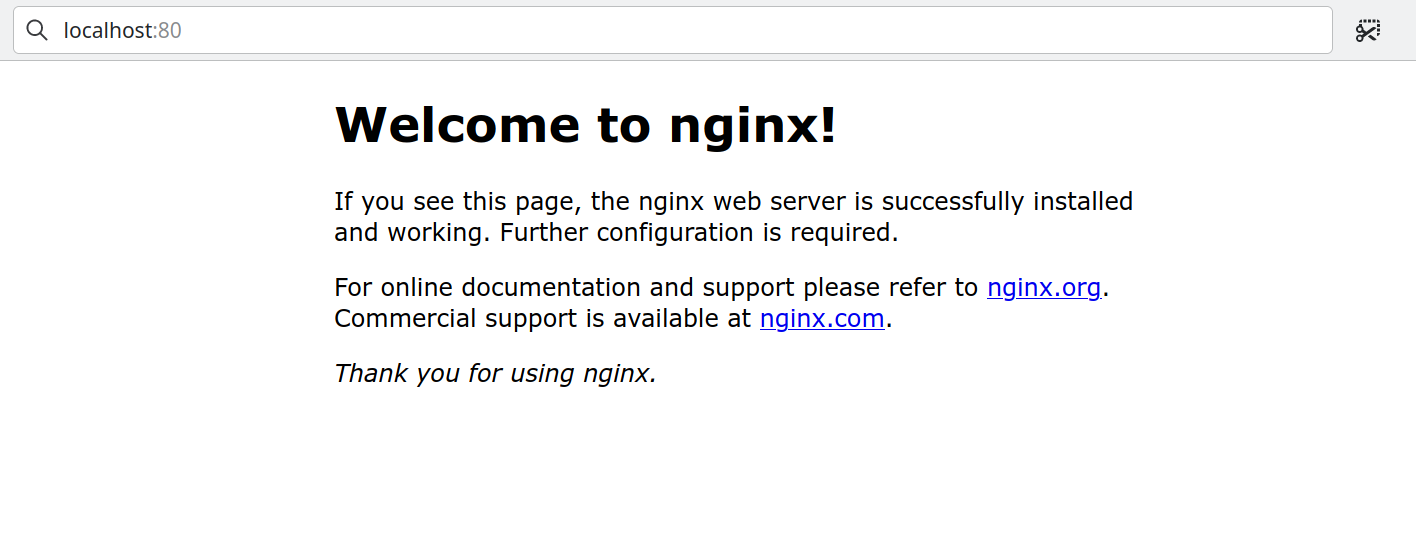 localhost:80
Welcome to nginx!
If you see this page, the nginx web server is successfully installed
and working. Further configuration is required.
For online documentation and support please refer to nginx.org.
Commercial support is available at nginx.com.
Thank you for using nginx.